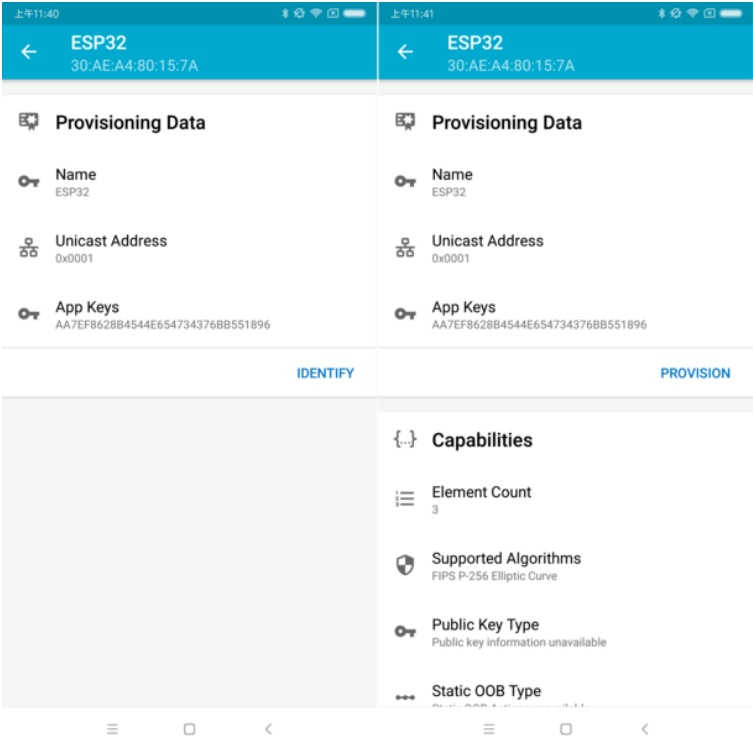 上午11:40
ESP32
30:AE:A4:80:15:7A
Provisioning Data
Name
ESP32
Unicast Address
0x0001
App Keys
AA7EF8628B4544E654734376BB551896
IDENTIFY
上午11:41
ESP32
30:AE:A4:80:15:7A
Provisioning Data
Name
ESP32
Unicast Address
0x0001
App Keys
AA7EF8628B4544E654734376BB551896
PROVISION
{...} Capabilities
Element Count
3
Supported Algorithms
FIPS P-256 Elliptic Curve
Public Key Type
Public key information unavailable
Static OOB Type